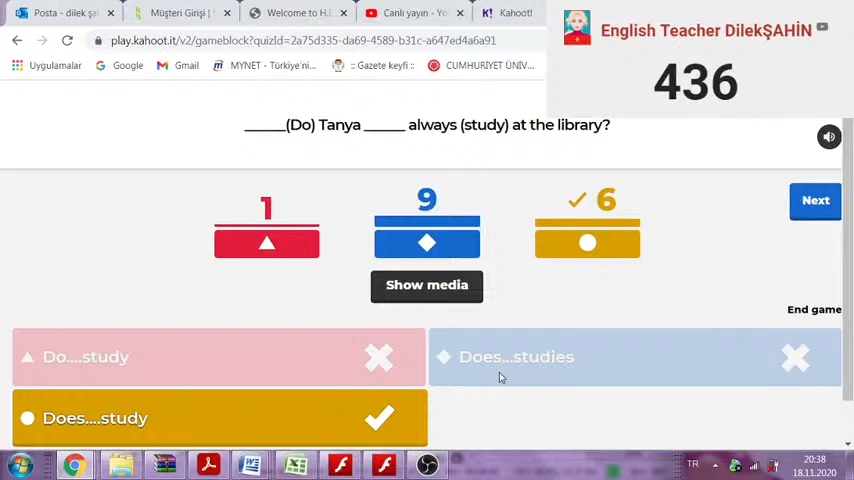 Posta - dilek şa
Müşteri Girişi | N
Welcome to H.E
Canlı yayın - Yo
Kahoot!
play.kahoot.it/v2/gameblock?quizId=2a75d335-da69-4589-b31c-a647ed4a6a91
Uygulamalar
Google
Gmail
MYNET - Türkiye'ni...
:: Gazete keyfi ::
CUMHURİYET ÜNİV...
English Teacher DilekŞAHİN
436
______(Do) Tanya ______ always (study) at the library?
1
9
6
Next
Show media
End game
Do....study
Does...studies
Does....study
TR
20:38
18.11.2020